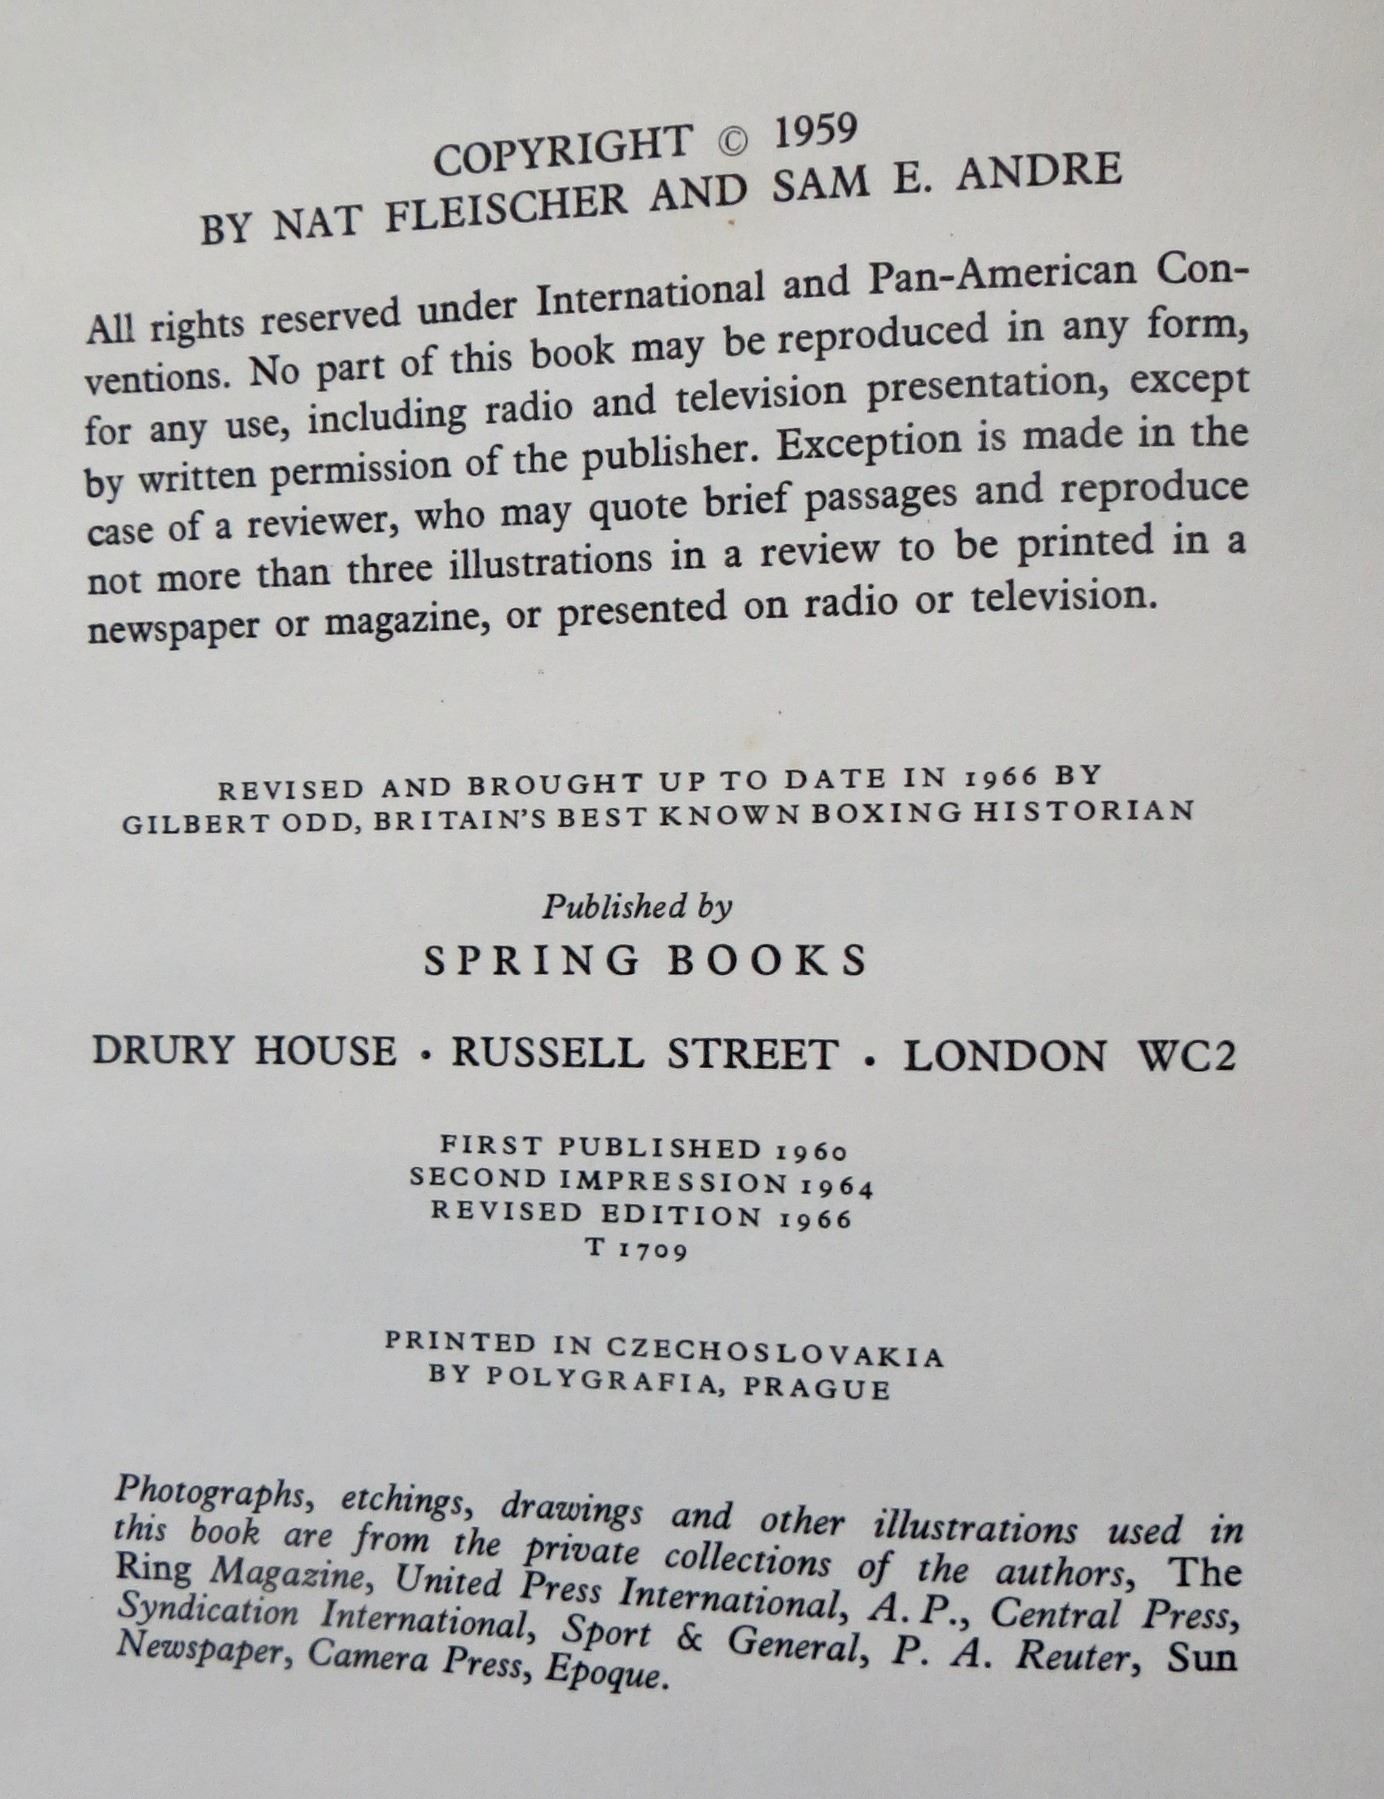 COPYRIGHT © 1959
BY NAT FLEISCHER AND SAM E. ANDRE
All rights reserved under International and Pan-American Con-
ventions. No part of this book may be reproduced in any form,
for any use, including radio and television presentation, except
by written permission of the publisher. Exception is made in the
case of a reviewer, who may quote brief passages and reproduce
not more than three illustrations in a review to be printed in a
newspaper or magazine, or presented on radio or television.
REVISED AND BROUGHT UP TO DATE IN 1966 BY
GILBERT ODD, BRITAIN'S BEST KNOWN BOXING HISTORIAN
Published by
SPRING BOOKS
DRURY HOUSE · RUSSELL STREET · LONDON WC2
FIRST PUBLISHED 1960
SECOND IMPRESSION 1964
REVISED EDITION 1966
T 1709
PRINTED IN CZECHOSLOVAKIA
BY POLYGRAFIA, PRAGUE
Photographs, etchings, drawings and other illustrations used in
this book are from the private collections of the authors, The
Ring Magazine, United Press International, A. P., Central Press,
Syndication International, Sport & General, P. A. Reuter, Sun
Newspaper, Camera Press, Epoque.